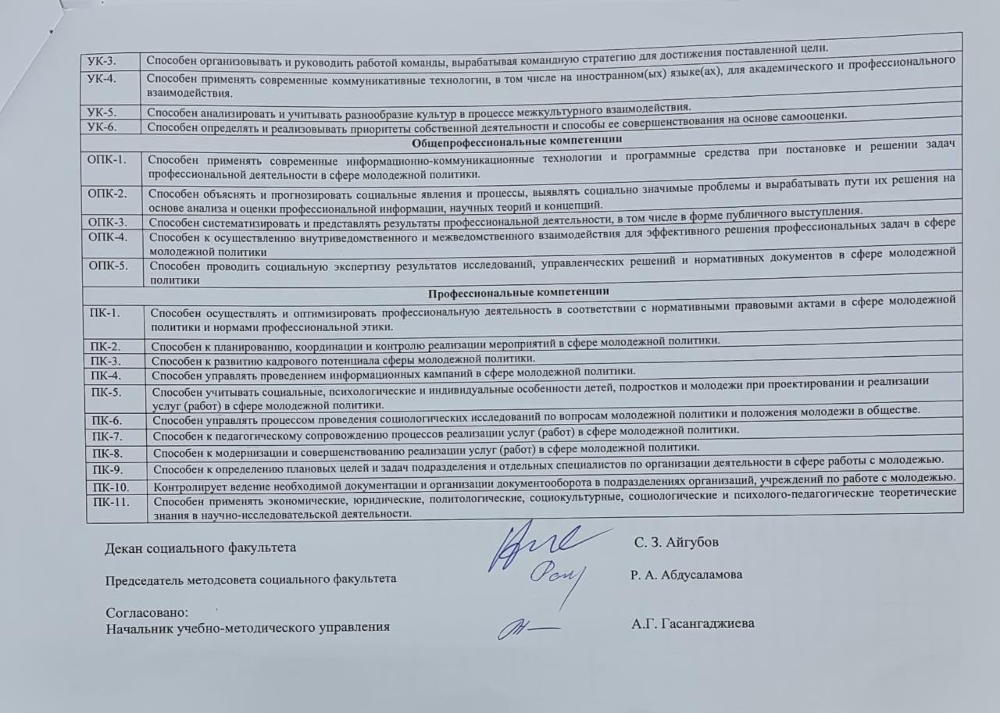 УК-3. Способен организовывать и руководить работой команды, вырабатывая командную стратегию для достижения поставленной цели.
УК-4. Способен применять современные коммуникативные технологии, в том числе на иностранном(ых) языке(ах), для академического и профессионального
взаимодействия.
УК-5. Способен анализировать и учитывать разнообразие культур в процессе межкультурного взаимодействия.
УК-6. Способен определять и реализовывать приоритеты собственной деятельности и способы ее совершенствования на основе самооценки.
Общепрофессиональные компетенции
ОПК-1. Способен применять современные информационно-коммуникационные технологии и программные средства при постановке и решении задач
профессиональной деятельности в сфере молодежной политики.
ОПК-2. Способен объяснять и прогнозировать социальные явления и процессы, выявлять социально значимые проблемы и вырабатывать пути их решения на
основе анализа и оценки профессиональной информации, научных теорий и концепций.
ОПК-3. Способен систематизировать и представлять результаты профессиональной деятельности, в том числе в форме публичного выступления.
ОПК-4. Способен к осуществлению внутриведомственного и межведомственного взаимодействия для эффективного решения профессиональных задач в сфере
молодежной политики
ОПК-5. Способен проводить социальную экспертизу результатов исследований, управленческих решений и нормативных документов в сфере молодежной
политики
Профессиональные компетенции
ПК-1. Способен осуществлять и оптимизировать профессиональную деятельность в соответствии с нормативными правовыми актами в сфере молодежной
политики и нормами профессиональной этики.
ПК-2. Способен к планированию, координации и контролю реализации мероприятий в сфере молодежной политики.
ПК-3. Способен к развитию кадрового потенциала сферы молодежной политики.
ПК-4. Способен управлять проведением информационных кампаний в сфере молодежной политики.
ПК-5. Способен учитывать социальные, психологические и индивидуальные особенности детей, подростков и молодежи при проектировании и реализации
услуг (работ) в сфере молодежной политики.
ПК-6. Способен управлять процессом проведения социологических исследований по вопросам молодежной политики и положения молодежи в обществе.
ПК-7. Способен к педагогическому сопровождению процессов реализации услуг (работ) в сфере молодежной политики.
ПК-8. Способен к модернизации и совершенствованию реализации услуг (работ) в сфере молодежной политики.
ПК-9. Способен к определению плановых целей и задач подразделения и отдельных специалистов по организации деятельности в сфере работы с молодежью.
ПК-10. Контролирует ведение необходимой документации и организации документооборота в подразделениях организаций, учреждений по работе с молодежью.
ПК-11. Способен применять экономические, юридические, политологические, социокультурные, социологические и психолого-педагогические теоретические
знания в научно-исследовательской деятельности.
Декан социального факультета С. З. Айгубов
Председатель методсовета социального факультета Р. А. Абдусаламова
Согласовано:
Начальник учебно-методического управления А.Г. Гасангаджиева